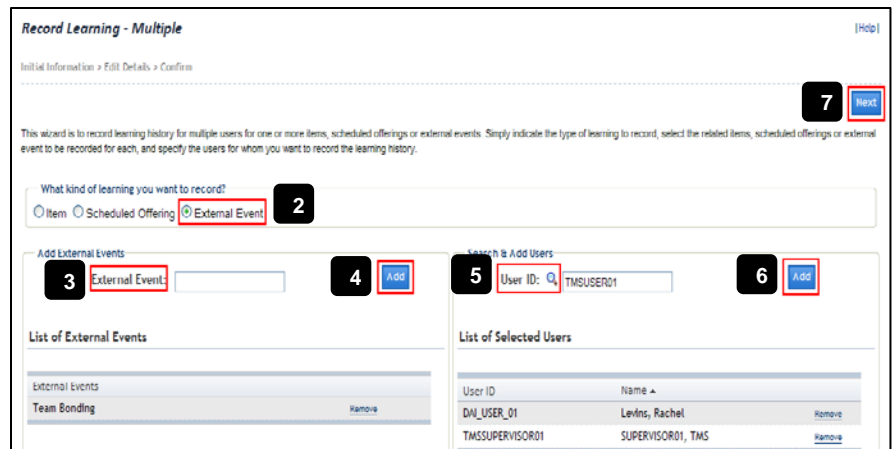 Record Learning - Multiple
|Help|
Initial Information > Edit Details > Confirm
7 Next
This wizard is to record learning history for multiple users for one or more items, scheduled offerings or external events. Simply indicate the type of learning to record, select the related items, scheduled offerings or external
event to be recorded for each, and specify the users for whom you want to record the learning history.
What kind of learning you want to record?
Item Scheduled Offering External Event 2
Add External Events
3 External Event: 4 Add
Search & Add Users
5 User ID: TMSUSER01 6 Add
List of External Events
List of Selected Users
External Events
Team Bonding Remove
User ID Name
DAI_USER_01 Levins, Rachel Remove
TMSSUPERVISOR01 SUPERVISOR01, TMS Remove